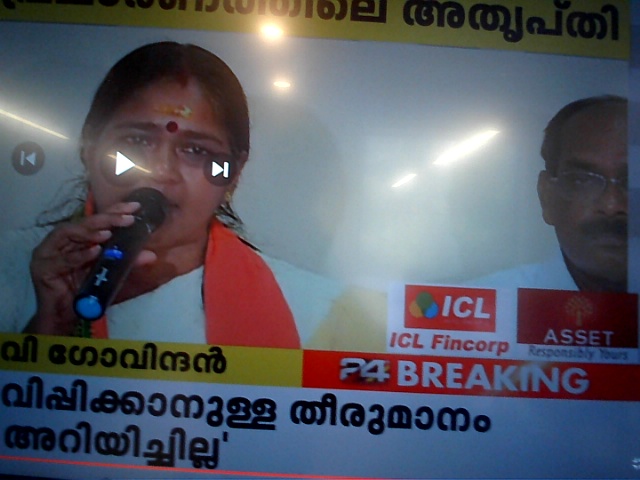 അതൃപ്തി
ICL
ICL Fincorp
ASSET
Responsibly Yours
വി ഗോവിന്ദൻ
24 BREAKING
വിപ്പിക്കാനുള്ള തീരുമാനം
അറിയിച്ചില്ല'